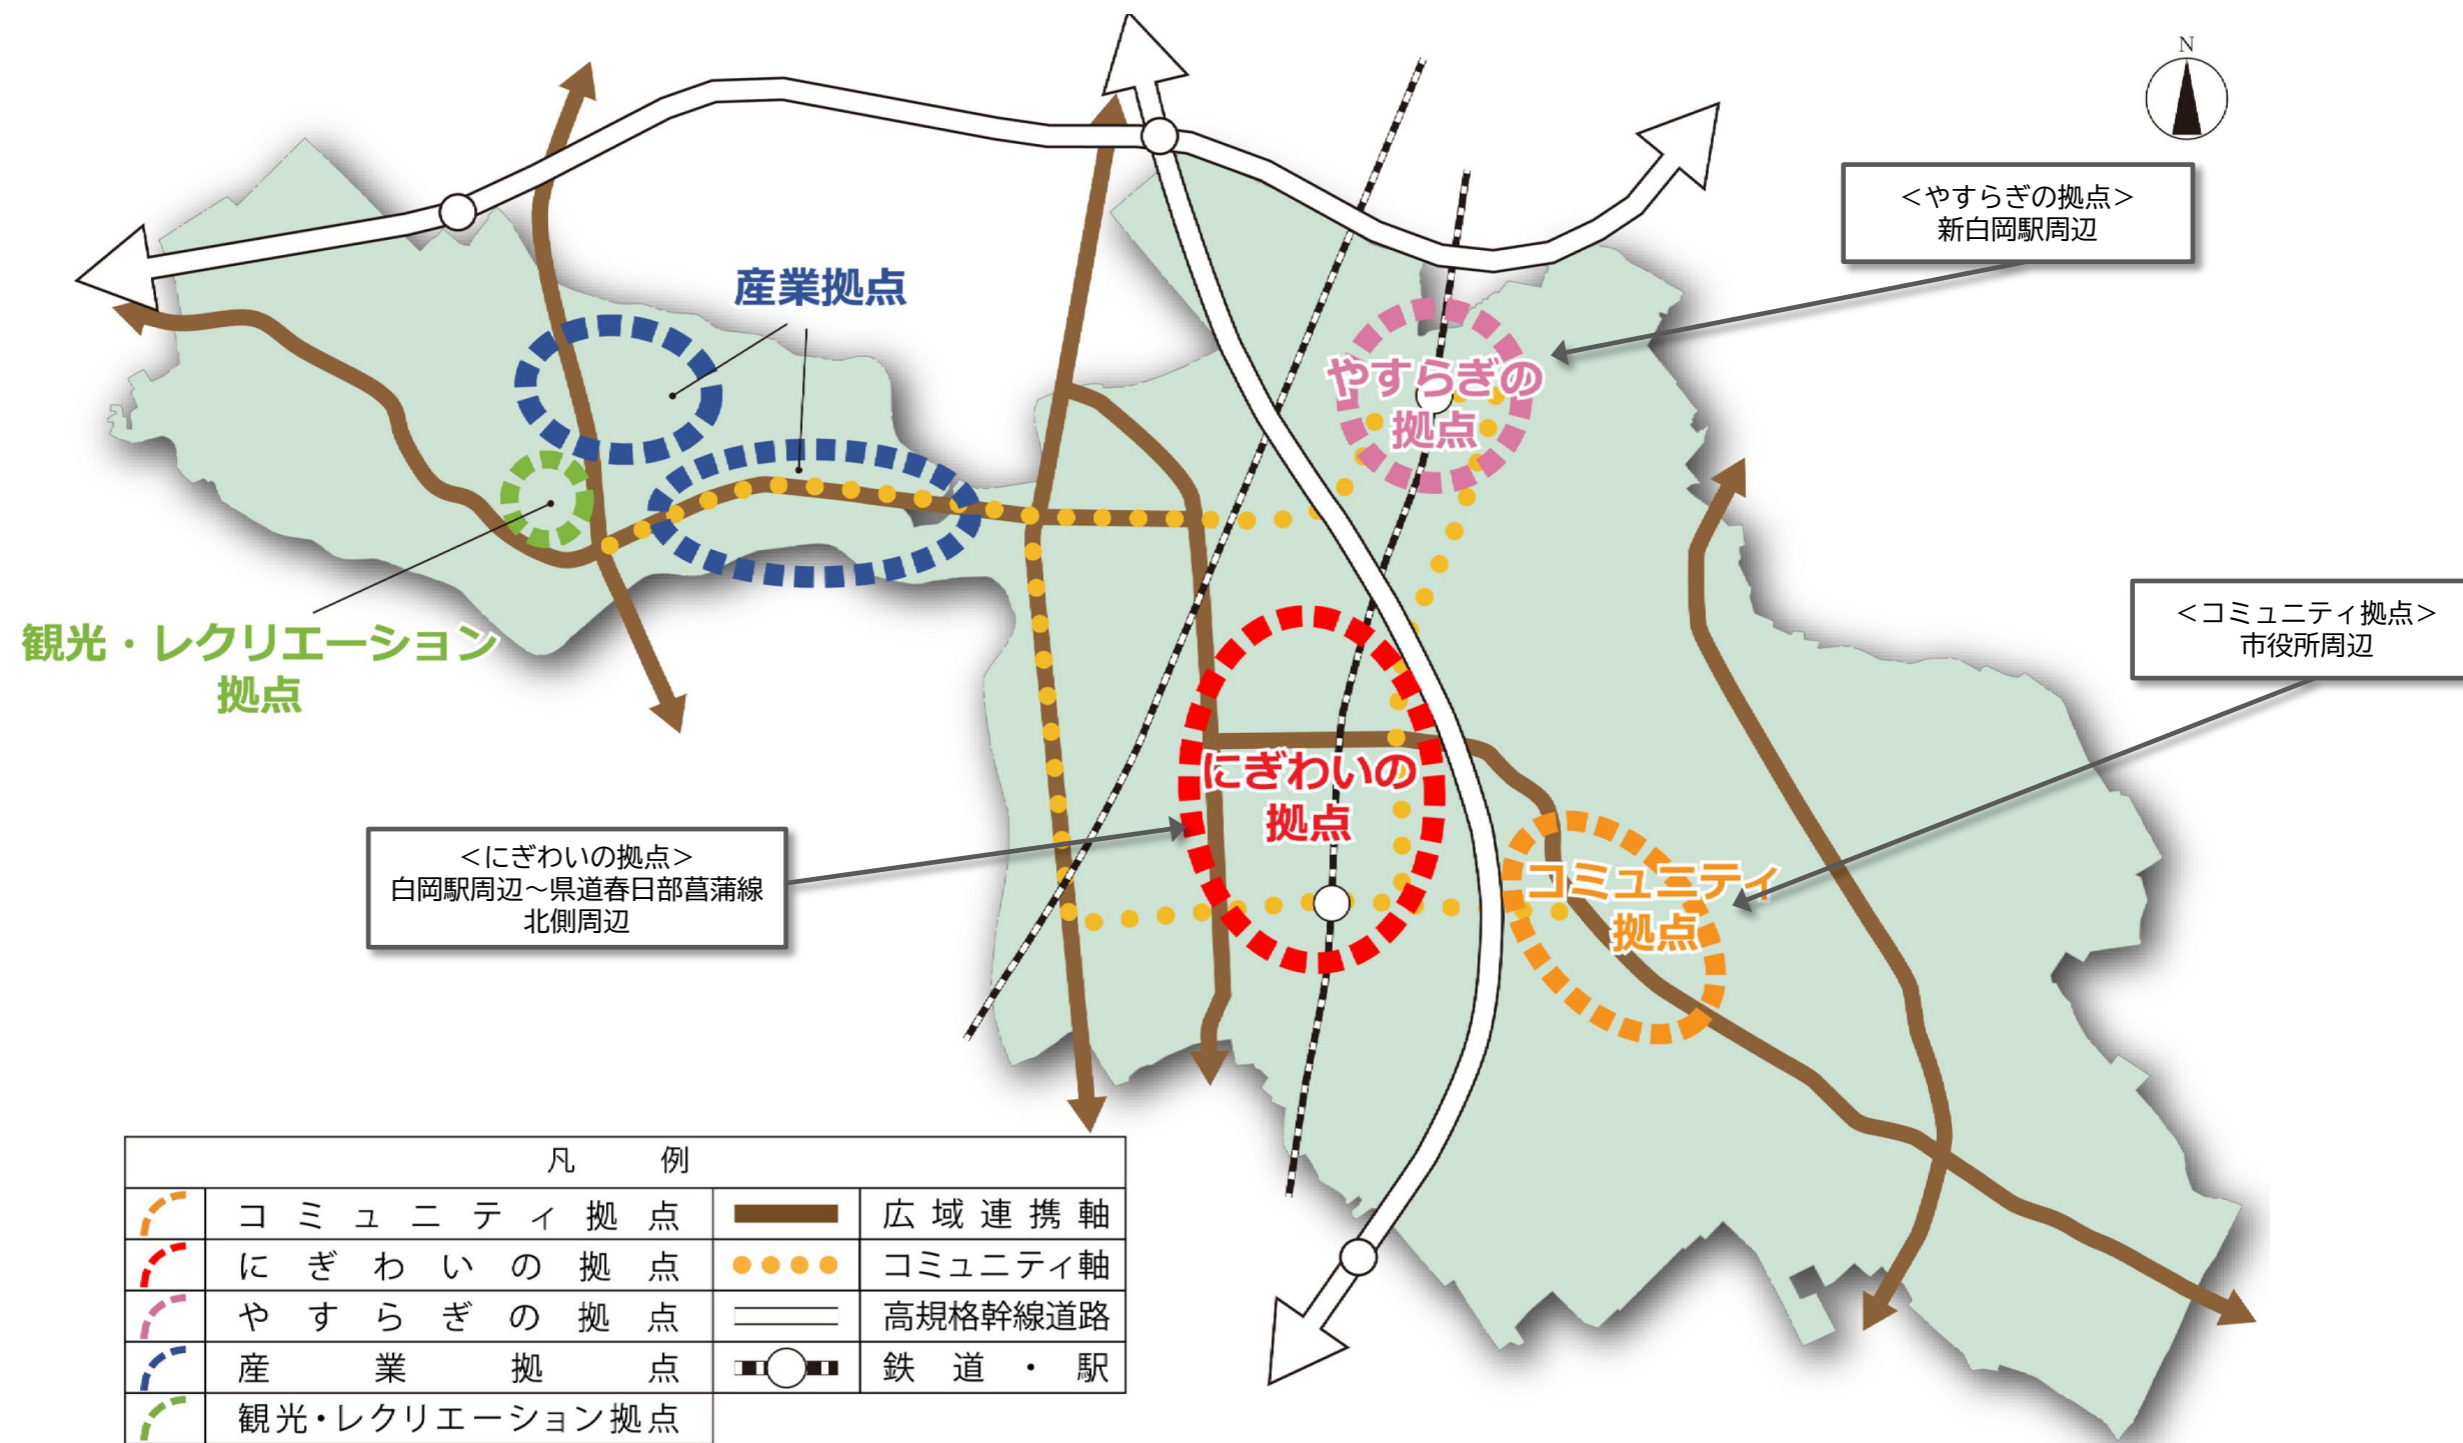 N
＜やすらぎの拠点＞
新白岡駅周辺
産業拠点
やすらぎの
拠点
＜コミュニティ拠点＞
市役所周辺
観光・レクリエーション
拠点
にぎわいの
拠点
＜にぎわいの拠点＞
白岡駅周辺～県道春日部菖蒲線
北側周辺
コミュニティ
拠点
凡例
コミュニティ拠点
広域連携軸
にぎわいの拠点
コミュニティ軸
やすらぎの拠点
高規格幹線道路
産業拠点
鉄道・駅
観光・レクリエーション拠点